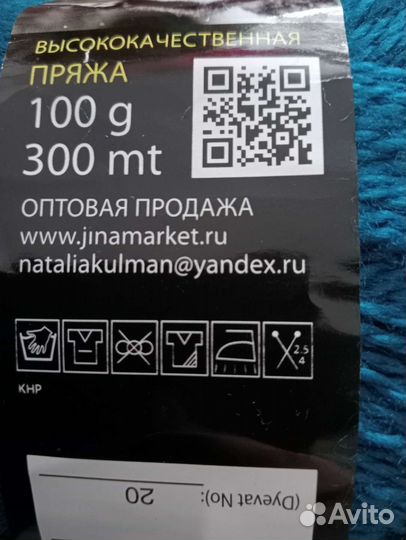 ВЫСОКОКАЧЕСТВЕННАЯ
ПРЯЖА
100 g
300 mt
ОПТОВАЯ ПРОДАЖА
www.jinamarket.ru
nataliakulman@yandex.ru
2.5
4
КНР
(Dyevat No): 20
Avito